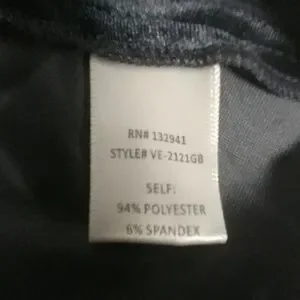 RN# 132941
STYLE# VE-2121GB
SELF:
94% POLYESTER
6% SPANDEX